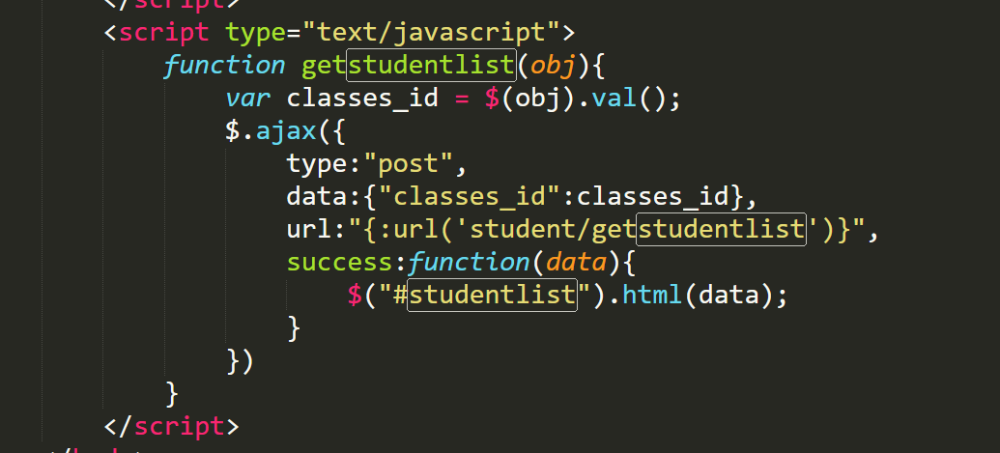 </script>
<script type="text/javascript">
function getstudentlist(obj){
var classes_id = $(obj).val();
$.ajax({
type:"post",
data:{"classes_id":classes_id},
url:"{:url('student/getstudentlist')}",
success:function(data){
$("#studentlist").html(data);
}
})
}
</script>